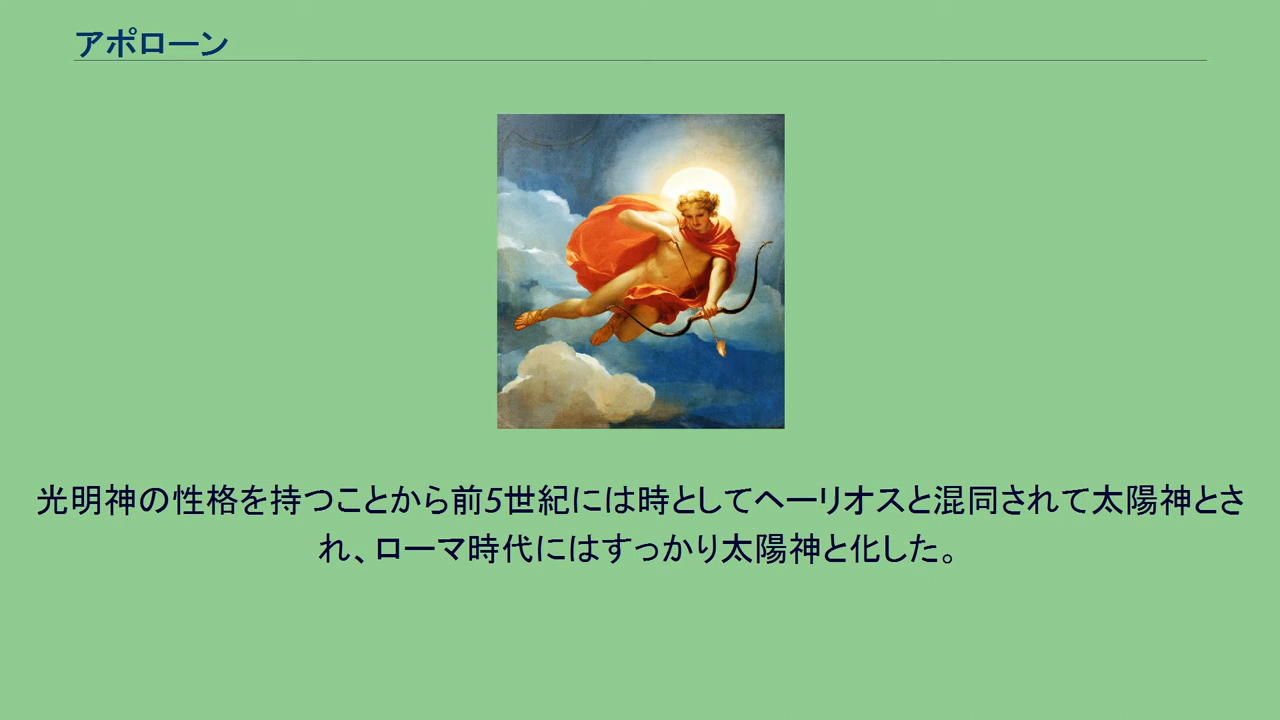 アポローン
光明神の性格を持つことから前5世紀には時としてヘーリオスと混同されて太陽神とさ
れ、ローマ時代にはすっかり太陽神と化した。